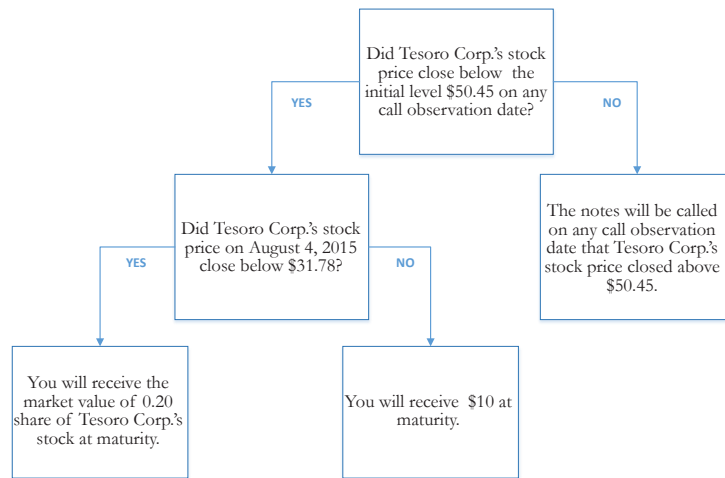 Did Tesoro Corp.'s stock
price close below the
initial level $50.45 on any
call observation date?
YES
NO
Did Tesoro Corp.'s stock
price on August 4, 2015
close below $31.78?
The notes will be called
on any call observation
date that Tesoro Corp.'s
stock price closed above
$50.45.
YES
NO
You will receive the
market value of 0.20
share of Tesoro Corp.'s
stock at maturity.
You will receive $10 at
maturity.